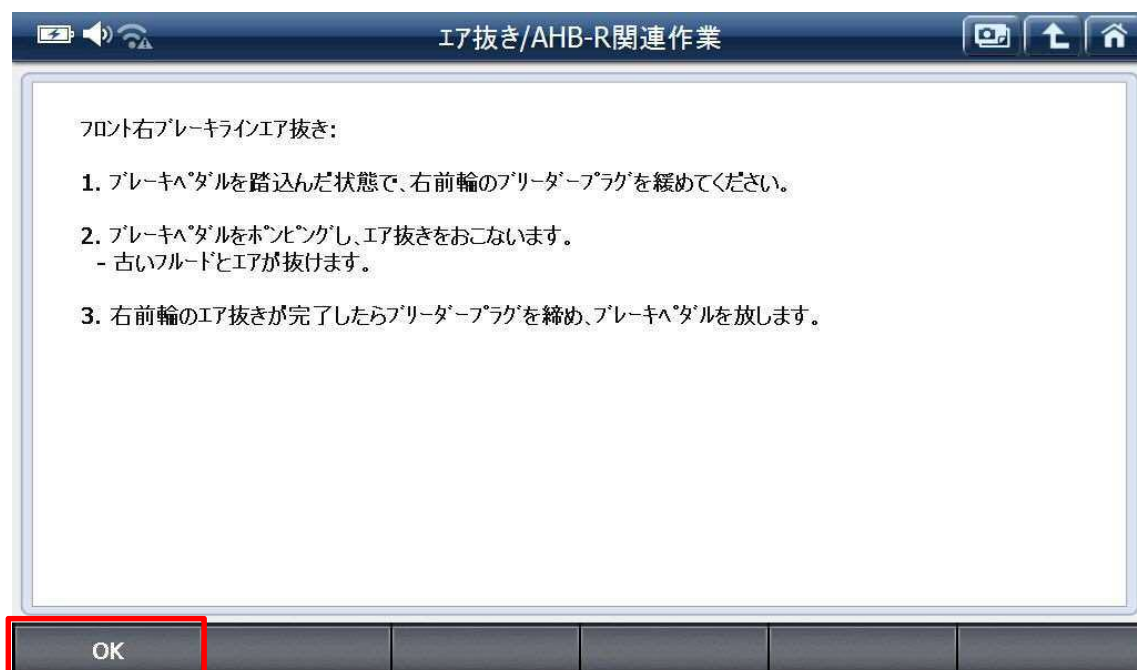 エア抜き/AHB-R関連作業
ﾌﾛﾝﾄ右ﾌﾞﾚｰｷﾗｲﾝｴｱ抜き:
1. ﾌﾞﾚｰｷﾍﾟﾀﾞﾙを踏込んだ状態で、右前輪のﾌﾞﾘｰﾀﾞｰﾌﾟﾗｸﾞを緩めてください。
2. ﾌﾞﾚｰｷﾍﾟﾀﾞﾙをﾎﾟﾝﾋﾟﾝｸﾞし、ｴｱ抜きをおこないます。
- 古いﾌﾙｰﾄﾞとｴｱが抜けます。
3. 右前輪のｴｱ抜きが完了したらﾌﾞﾘｰﾀﾞｰﾌﾟﾗｸﾞを締め、ﾌﾞﾚｰｷﾍﾟﾀﾞﾙを放します。
OK